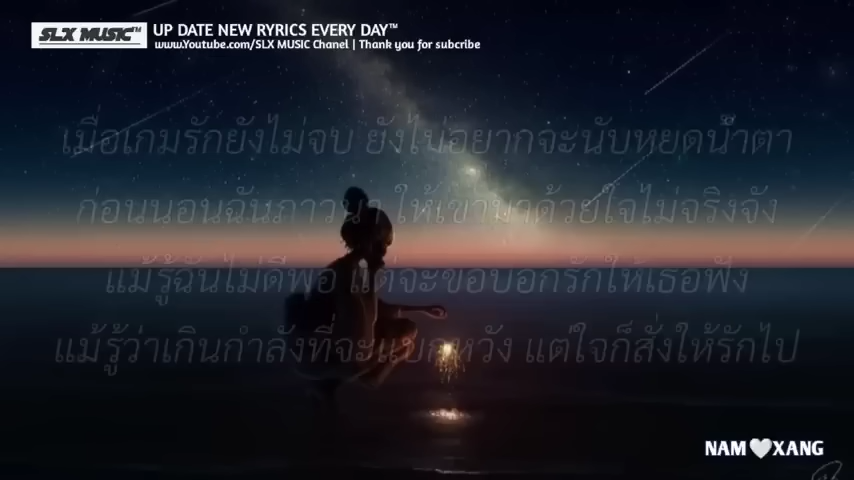 SLX MUSIC™
UP DATE NEW RYRICS EVERY DAY™
www.Youtube.com/SLX MUSIC Chanel | Thank you for subcribe
เมื่อเกมรักยังไม่จบ ยังไม่อยากจะนับหยดน้ำตา
ก่อนนอนฉันภาวนา ให้เขามาด้วยใจไม่จริงจัง
แม้รู้ฉันไม่ดีพอ แต่จะขอบอกรักให้เธอฟัง
แม้รู้ว่าเกินกำลังที่จะแบกหวัง แต่ใจก็สั่งให้รักไป
NAM🤍XANG